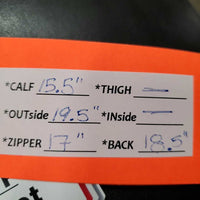 *CALF 15.5" *THIGH —
*OUTside 19.5" *INside —
*ZIPPER 17" *BACK 18.5"